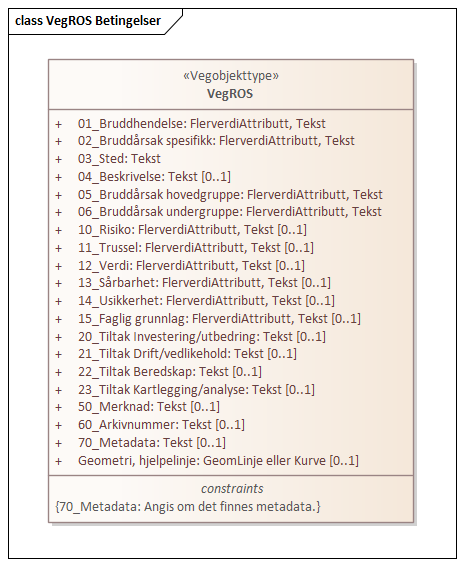 class VegROS Betingelser
«Vegobjekttype»
VegROS
+ 01_Bruddhendelse: FlerverdiAttributt, Tekst
+ 02_Bruddårsak spesifikk: FlerverdiAttributt, Tekst
+ 03_Sted: Tekst
+ 04_Beskrivelse: Tekst [0..1]
+ 05_Bruddårsak hovedgruppe: FlerverdiAttributt, Tekst
+ 06_Bruddårsak undergruppe: FlerverdiAttributt, Tekst
+ 10_Risiko: FlerverdiAttributt, Tekst [0..1]
+ 11_Trussel: FlerverdiAttributt, Tekst [0..1]
+ 12_Verdi: FlerverdiAttributt, Tekst [0..1]
+ 13_Sårbarhet: FlerverdiAttributt, Tekst [0..1]
+ 14_Usikkerhet: FlerverdiAttributt, Tekst [0..1]
+ 15_Faglig grunnlag: FlerverdiAttributt, Tekst [0..1]
+ 20_Tiltak Investering/utbedring: Tekst [0..1]
+ 21_Tiltak Drift/vedlikehold: Tekst [0..1]
+ 22_Tiltak Beredskap: Tekst [0..1]
+ 23_Tiltak Kartlegging/analyse: Tekst [0..1]
+ 50_Merknad: Tekst [0..1]
+ 60_Arkivnummer: Tekst [0..1]
+ 70_Metadata: Tekst [0..1]
+ Geometri, hjelpelinje: GeomLinje eller Kurve [0..1]
constraints
{70_Metadata: Angis om det finnes metadata.}